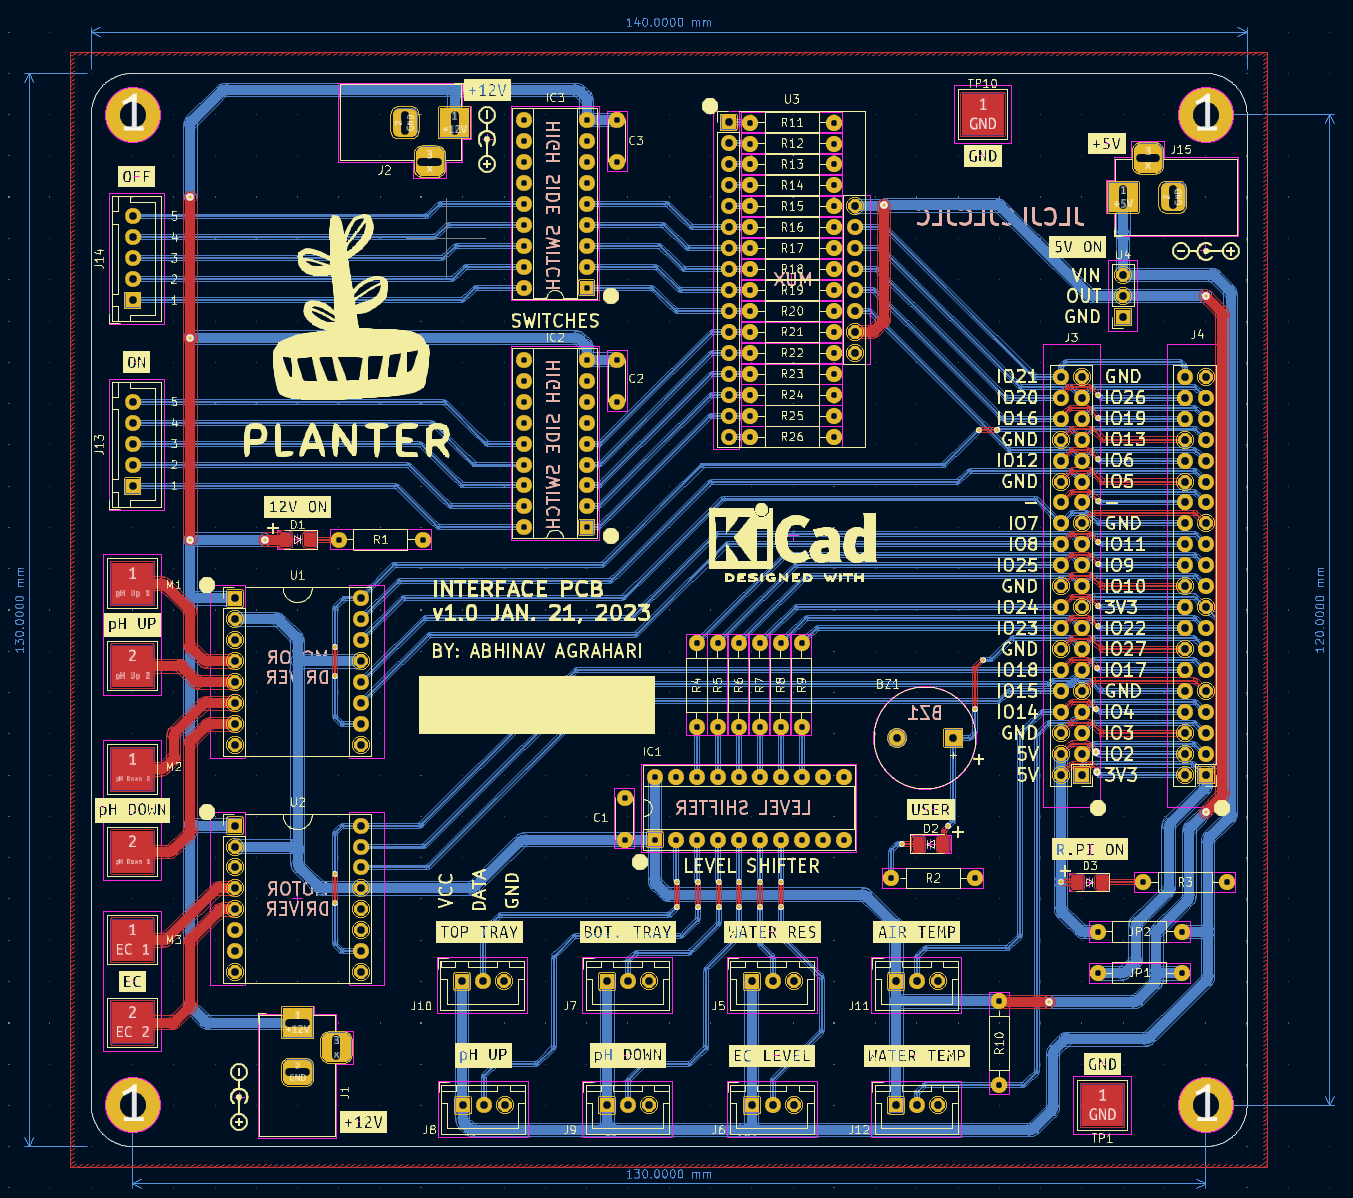 140.0000 mm
1
1
+12V
IC3
HIGH SIDE SWITCH
C3
J2
1
+12V
2
GND
3
x
SWITCHES
U3
R11
R12
R13
R14
R15
R16
R17
R18
R19
R20
R21
R22
R23
R24
R25
R26
MUX
TP10
1
GND
GND
JLCJLCJLCJLC
+5V
J15
3
x
1
+5V
2
GND
5V ON
J4
VIN
OUT
GND
OFF
J14
5
4
3
2
1
ON
J13
5
4
3
2
1
PLANTER
IC2
HIGH SIDE SWITCH
C2
12V ON
+
D1
R1
KiCad
DESIGNED WITH
INTERFACE PCB
v1.0 JAN. 21, 2023
BY: ABHINAV AGRAHARI
J3
J4
IO21 GND
IO20 IO26
IO16 IO19
GND IO13
IO12 IO6
GND IO5
– –
IO7 GND
IO8 IO11
IO25 IO9
GND IO10
IO24 3V3
IO23 IO22
GND IO27
IO18 IO17
IO15 GND
IO14 IO4
GND IO3
5V IO2
5V 3V3
130.0000 mm
120.0000 mm
1
pH Up 1
M1
pH UP
2
pH Up 2
1
M2
pH DOWN
2
1
EC 1
M3
EC
2
EC 2
U1
MOTOR
DRIVER
U2
MOTOR
DRIVER
R4
R5
R6
R7
R8
R9
BZ1
BZ1
+
IC1
LEVEL SHIFTER
C1
LEVEL SHIFTER
USER
D2
+
R2
R.PI ON
+
D3
R3
JP2
JP1
VCC
DATA
GND
TOP TRAY
BOT. TRAY
WATER RES
AIR TEMP
J10
J7
J5
J11
pH UP
pH DOWN
EC LEVEL
WATER TEMP
J8
J9
J6
J12
R10
1
+12V
2
GND
3
x
J1
+12V
GND
1
GND
TP1
1
1
130.0000 mm